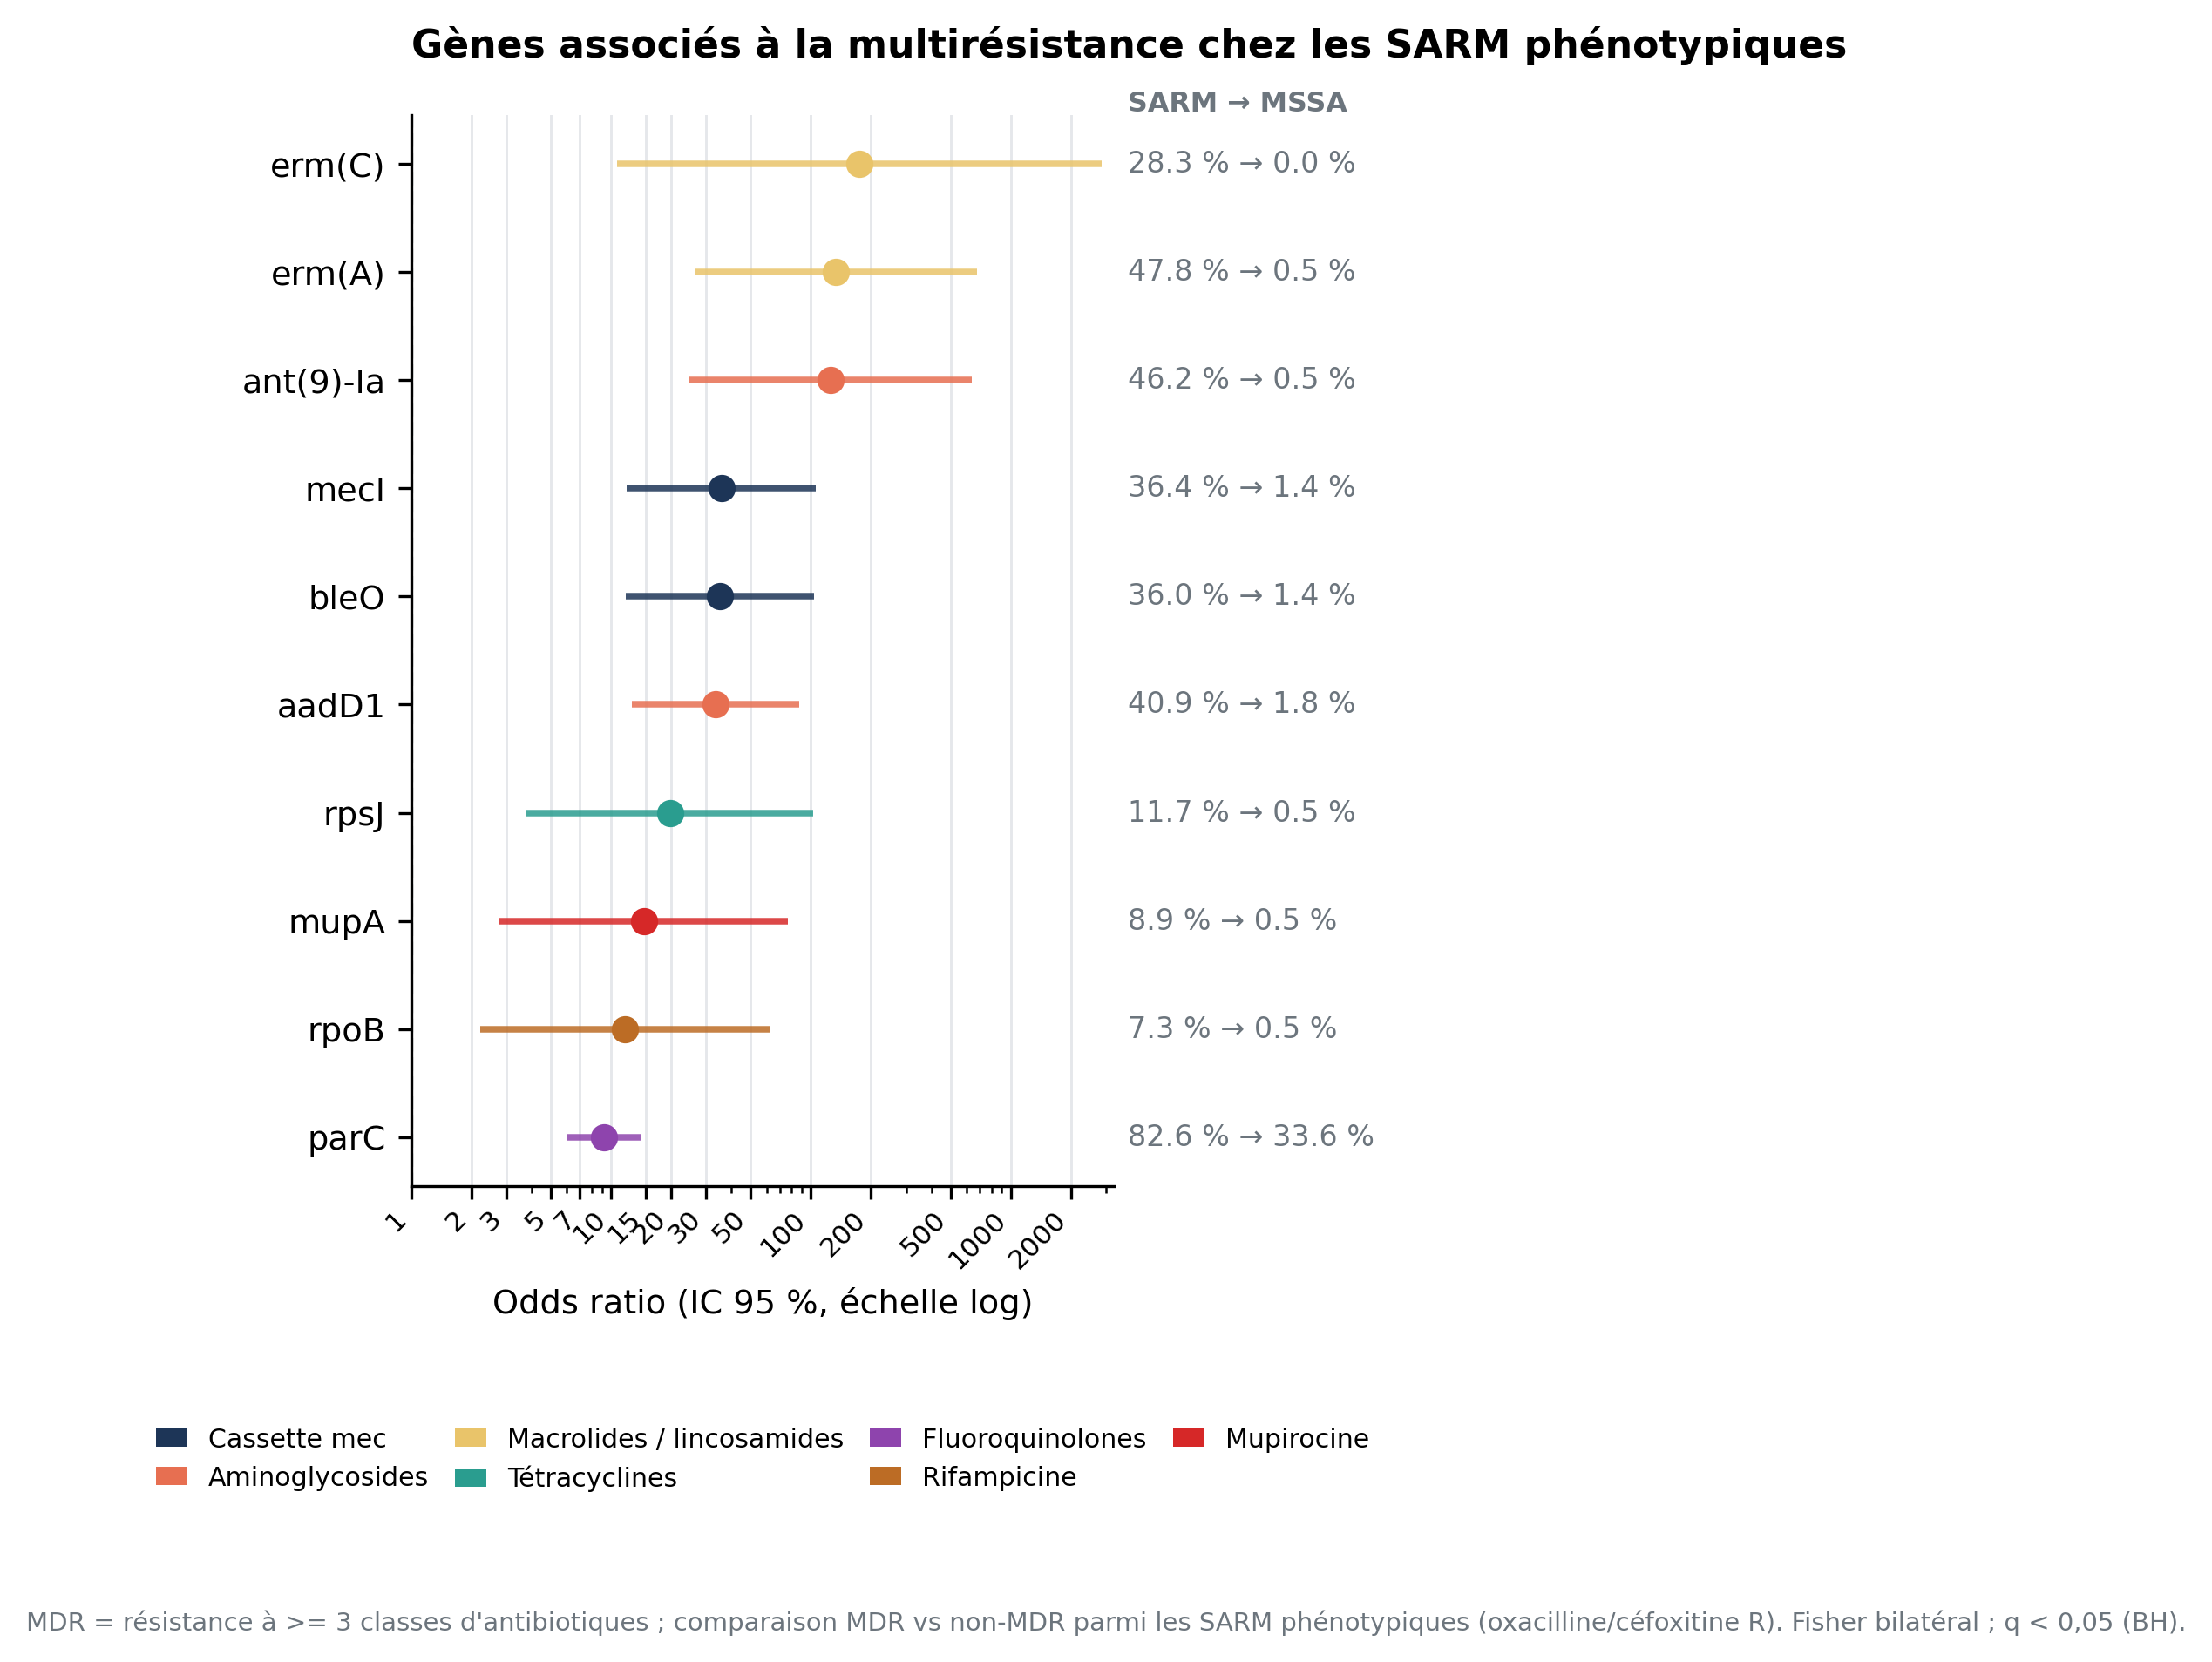 Gènes associés à la multirésistance chez les SARM phénotypiques
SARM → MSSA
erm(C) 28.3 % → 0.0 %
erm(A) 47.8 % → 0.5 %
ant(9)-Ia 46.2 % → 0.5 %
mecI 36.4 % → 1.4 %
bleO 36.0 % → 1.4 %
aadD1 40.9 % → 1.8 %
rpsJ 11.7 % → 0.5 %
mupA 8.9 % → 0.5 %
rpoB 7.3 % → 0.5 %
parC 82.6 % → 33.6 %
1 2 3 5 7 10 15 20 30 50 100 200 500 1000 2000
Odds ratio (IC 95 %, échelle log)
Cassette mec Macrolides / lincosamides Fluoroquinolones Mupirocine
Aminoglycosides Tétracyclines Rifampicine
MDR = résistance à >= 3 classes d'antibiotiques ; comparaison MDR vs non-MDR parmi les SARM phénotypiques (oxacilline/céfoxitine R). Fisher bilatéral ; q < 0,05 (BH).